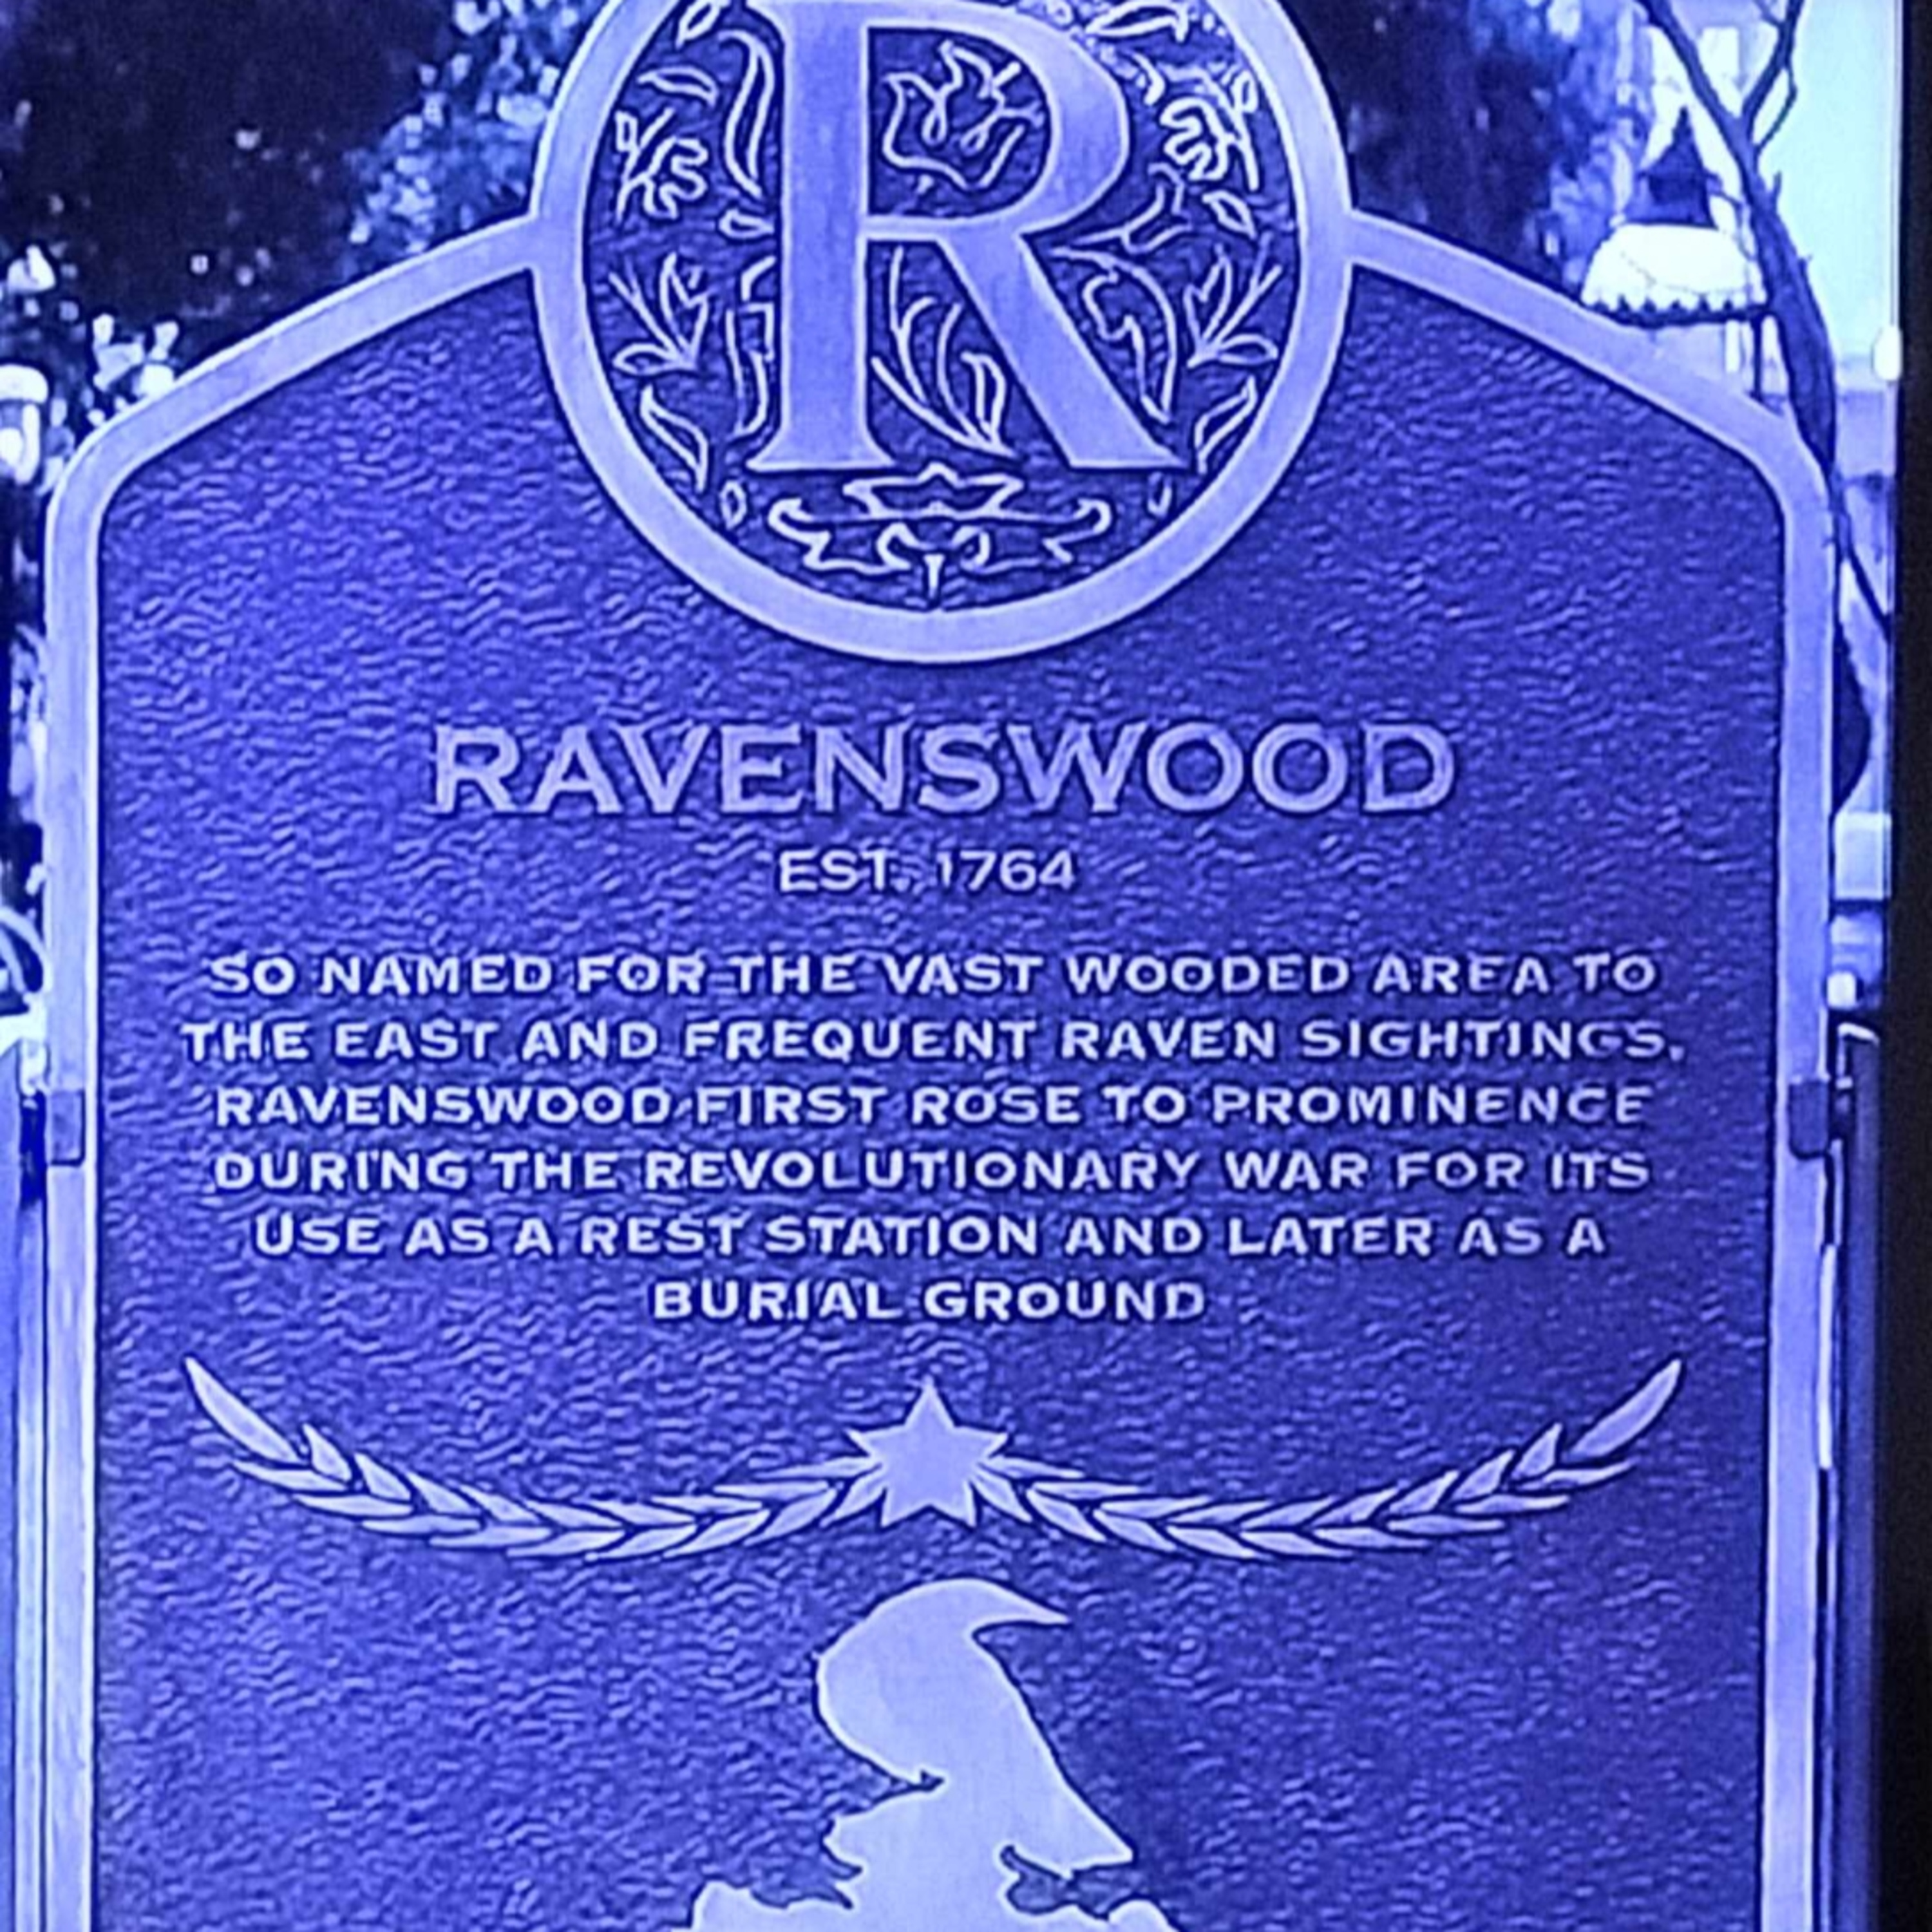 R
RAVENSWOOD
EST. 1764
SO NAMED FOR THE VAST WOODED AREA TO
THE EAST AND FREQUENT RAVEN SIGHTINGS,
RAVENSWOOD FIRST ROSE TO PROMINENCE
DURING THE REVOLUTIONARY WAR FOR ITS
USE AS A REST STATION AND LATER AS A
BURIAL GROUND